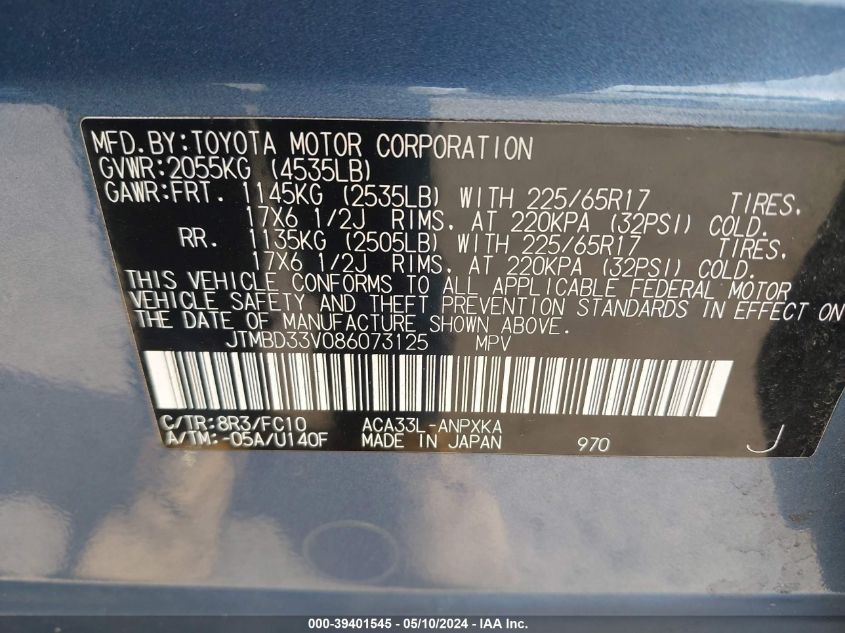 MFD.BY:TOYOTA MOTOR CORPORATION
GVWR:2055KG (4535LB)
GAWR:FRT. 1145KG (2535LB) WITH 225/65R17 TIRES.
17X6 1/2J RIMS. AT 220KPA (32PSI) COLD.
RR. 1135KG (2505LB) WITH 225/65R17 TIRES.
17X6 1/2J RIMS. AT 220KPA (32PSI) COLD.
THIS VEHICLE CONFORMS TO ALL APPLICABLE FEDERAL MOTOR
VEHICLE SAFETY AND THEFT PREVENTION STANDARDS IN EFFECT ON
THE DATE OF MANUFACTURE SHOWN ABOVE.
JTMBD33V086073125 MPV
C/TR:8R3/FC10 ACA33L-ANPXKA
A/TM:-05A/U140F MADE IN JAPAN 970 J
000-39401545 - 05/10/2024 - IAA Inc.